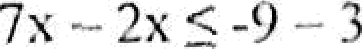 7x – 2x ≤ -9 – 3